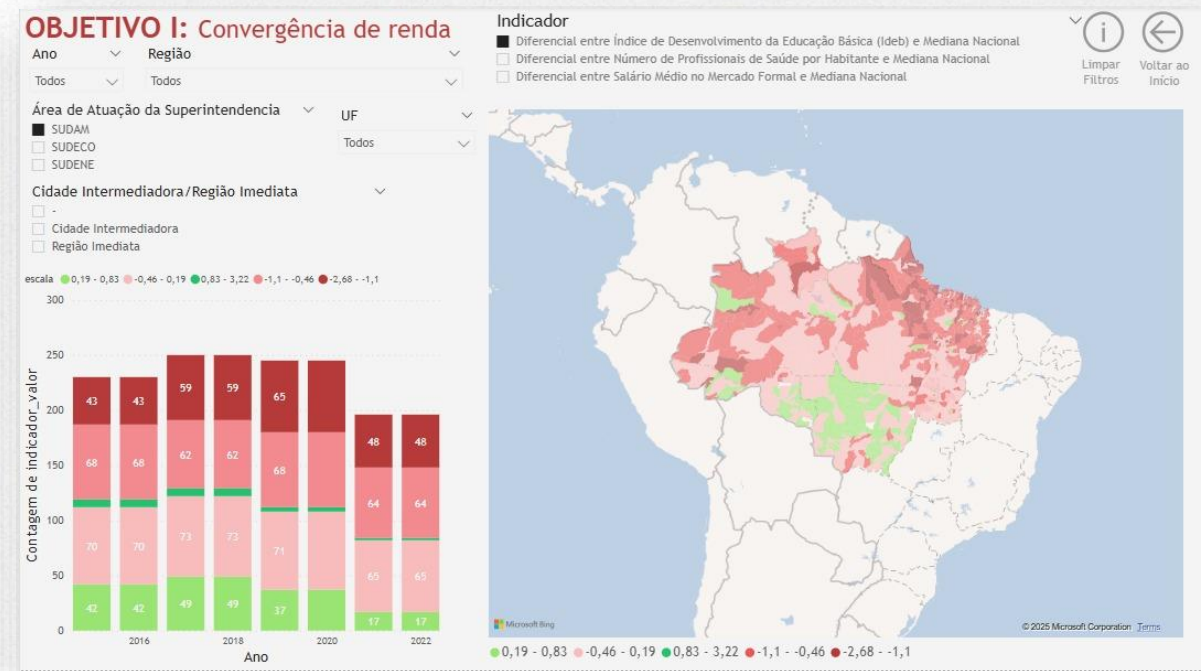 OBJETIVO I: Convergência de renda
Ano
Região
Todos
Todos
Área de Atuação da Superintendencia
SUDAM
SUDECO
SUDENE
UF
Todos
Cidade Intermediadora/Região Imediata
-
Cidade Intermediadora
Região Imediata
Indicador
Diferencial entre Índice de Desenvolvimento da Educação Básica (Ideb) e Mediana Nacional
Diferencial entre Número de Profissionais de Saúde por Habitante e Mediana Nacional
Diferencial entre Salário Médio no Mercado Formal e Mediana Nacional
i
Limpar
Filtros
Voltar ao
Início
escala 0,19 - 0,83 -0,46 - 0,19 0,83 - 3,22 -1,1 - -0,46 -2,68 - -1,1
Contagem de indicador_valor
300
250
200
150
100
50
0
43 43 59 59 65 48 48
68 68 62 62 68 64 64
70 70 73 73 71 65 65
42 42 49 49 37 17 17
2016 2018 2020 2022
Ano
Microsoft Bing
© 2025 Microsoft Corporation Terms
0,19 - 0,83 -0,46 - 0,19 0,83 - 3,22 -1,1 - -0,46 -2,68 - -1,1